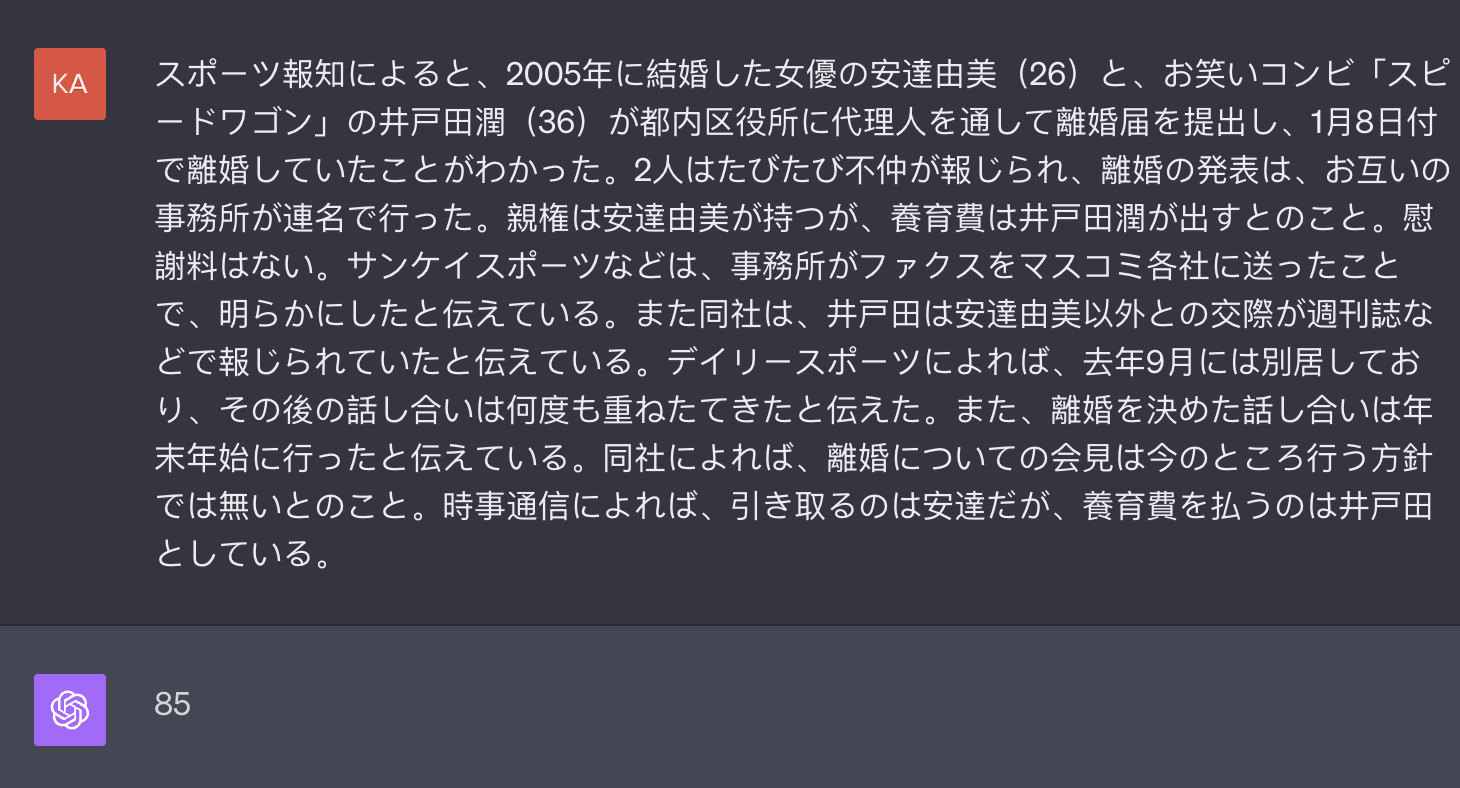 KA
スポーツ報知によると、2005年に結婚した女優の安達由美（26）と、お笑いコンビ「スピ
ードワゴン」の井戸田潤（36）が都内区役所に代理人を通して離婚届を提出し、1月8日付
で離婚していたことがわかった。2人はたびたび不仲が報じられ、離婚の発表は、お互いの
事務所が連名で行った。親権は安達由美が持つが、養育費は井戸田潤が出すとのこと。慰
謝料はない。サンケイスポーツなどは、事務所がファクスをマスコミ各社に送ったこと
で、明らかにしたと伝えている。また同社は、井戸田は安達由美以外との交際が週刊誌な
どで報じられていたと伝えている。デイリースポーツによれば、去年9月には別居してお
り、その後の話し合いは何度も重ねたてきたと伝えた。また、離婚を決めた話し合いは年
末年始に行ったと伝えている。同社によれば、離婚についての会見は今のところ行う方針
では無いとのこと。時事通信によれば、引き取るのは安達だが、養育費を払うのは井戸田
としている。
85